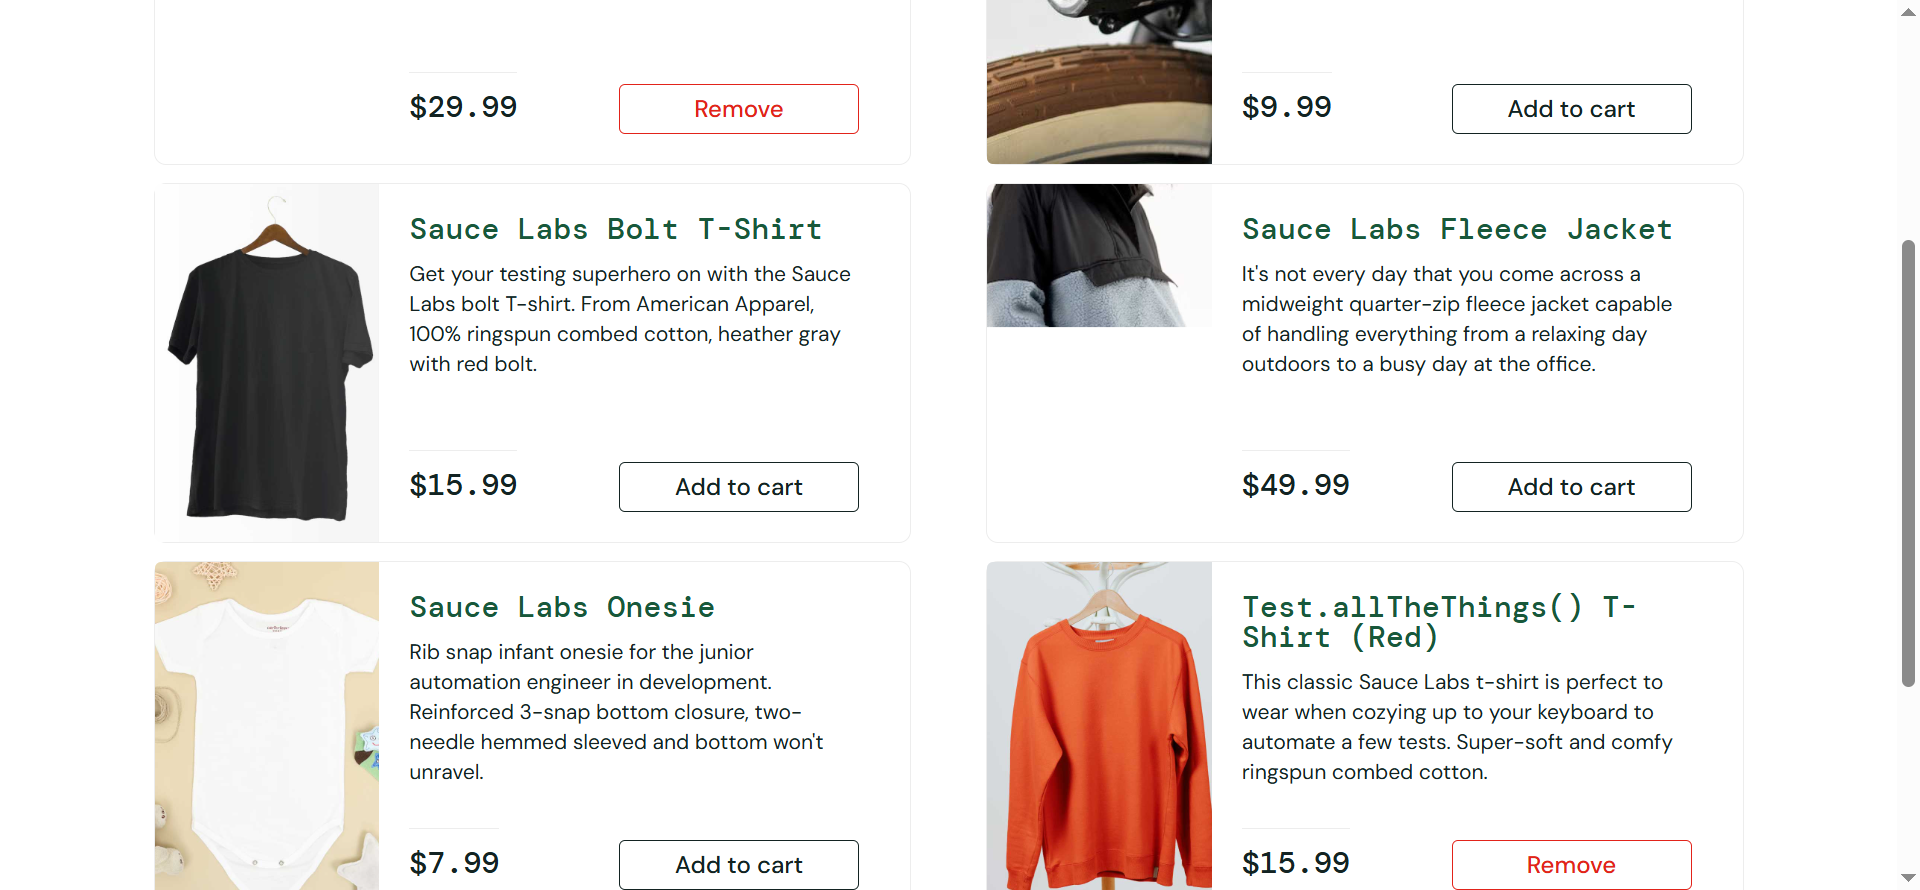 $29.99
Remove
$9.99
Add to cart
Sauce Labs Bolt T-Shirt
Get your testing superhero on with the Sauce
Labs bolt T-shirt. From American Apparel,
100% ringspun combed cotton, heather gray
with red bolt.
$15.99
Add to cart
Sauce Labs Fleece Jacket
It's not every day that you come across a
midweight quarter-zip fleece jacket capable
of handling everything from a relaxing day
outdoors to a busy day at the office.
$49.99
Add to cart
Sauce Labs Onesie
Rib snap infant onesie for the junior
automation engineer in development.
Reinforced 3-snap bottom closure, two-
needle hemmed sleeved and bottom won't
unravel.
$7.99
Add to cart
Test.allTheThings() T-
Shirt (Red)
This classic Sauce Labs t-shirt is perfect to
wear when cozying up to your keyboard to
automate a few tests. Super-soft and comfy
ringspun combed cotton.
$15.99
Remove